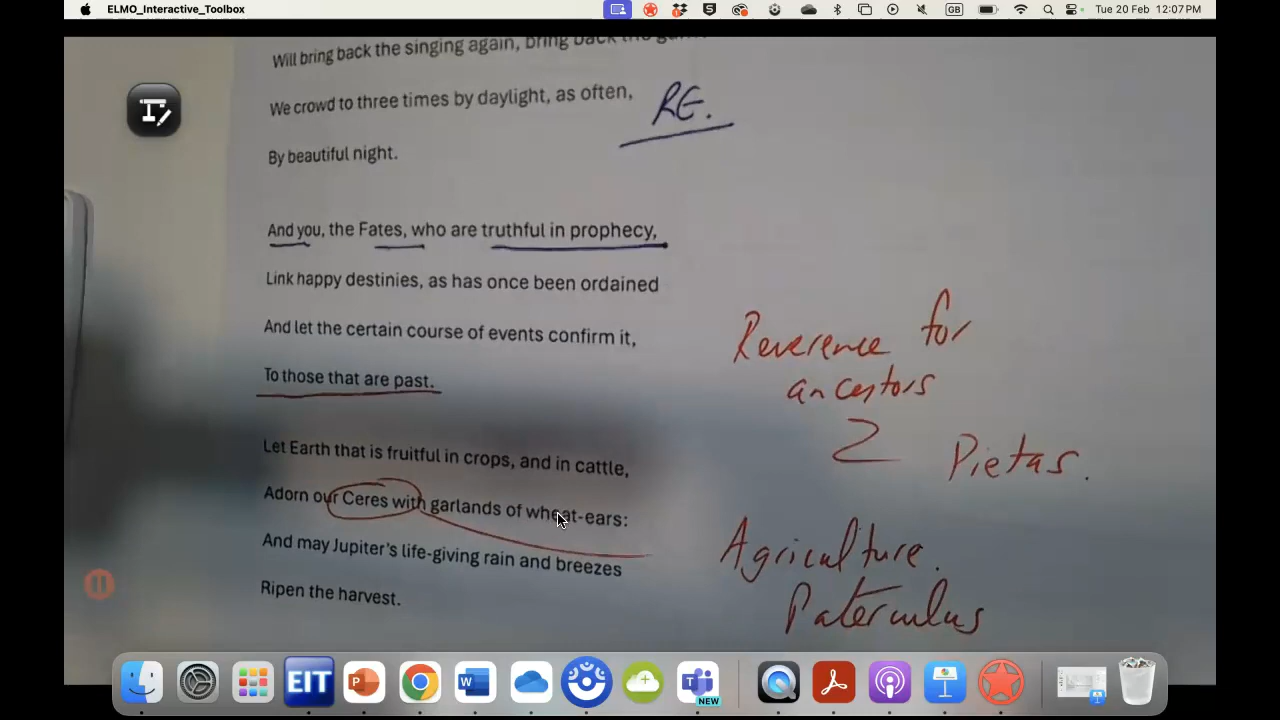 ELMO_Interactive_Toolbox
GB
Tue 20 Feb 12:07 PM
Will bring back the singing again, bring back the
We crowd to three times by daylight, as often,
RE.
By beautiful night.
And you, the Fates, who are truthful in prophecy,
Link happy destinies, as has once been ordained
And let the certain course of events confirm it,
To those that are past.
Reverence for
ancestors
Pietas.
Let Earth that is fruitful in crops, and in cattle,
Adorn our Ceres with garlands of wheat-ears:
And may Jupiter's life-giving rain and breezes
Ripen the harvest.
Agriculture.
Paterculus
EIT
NEW